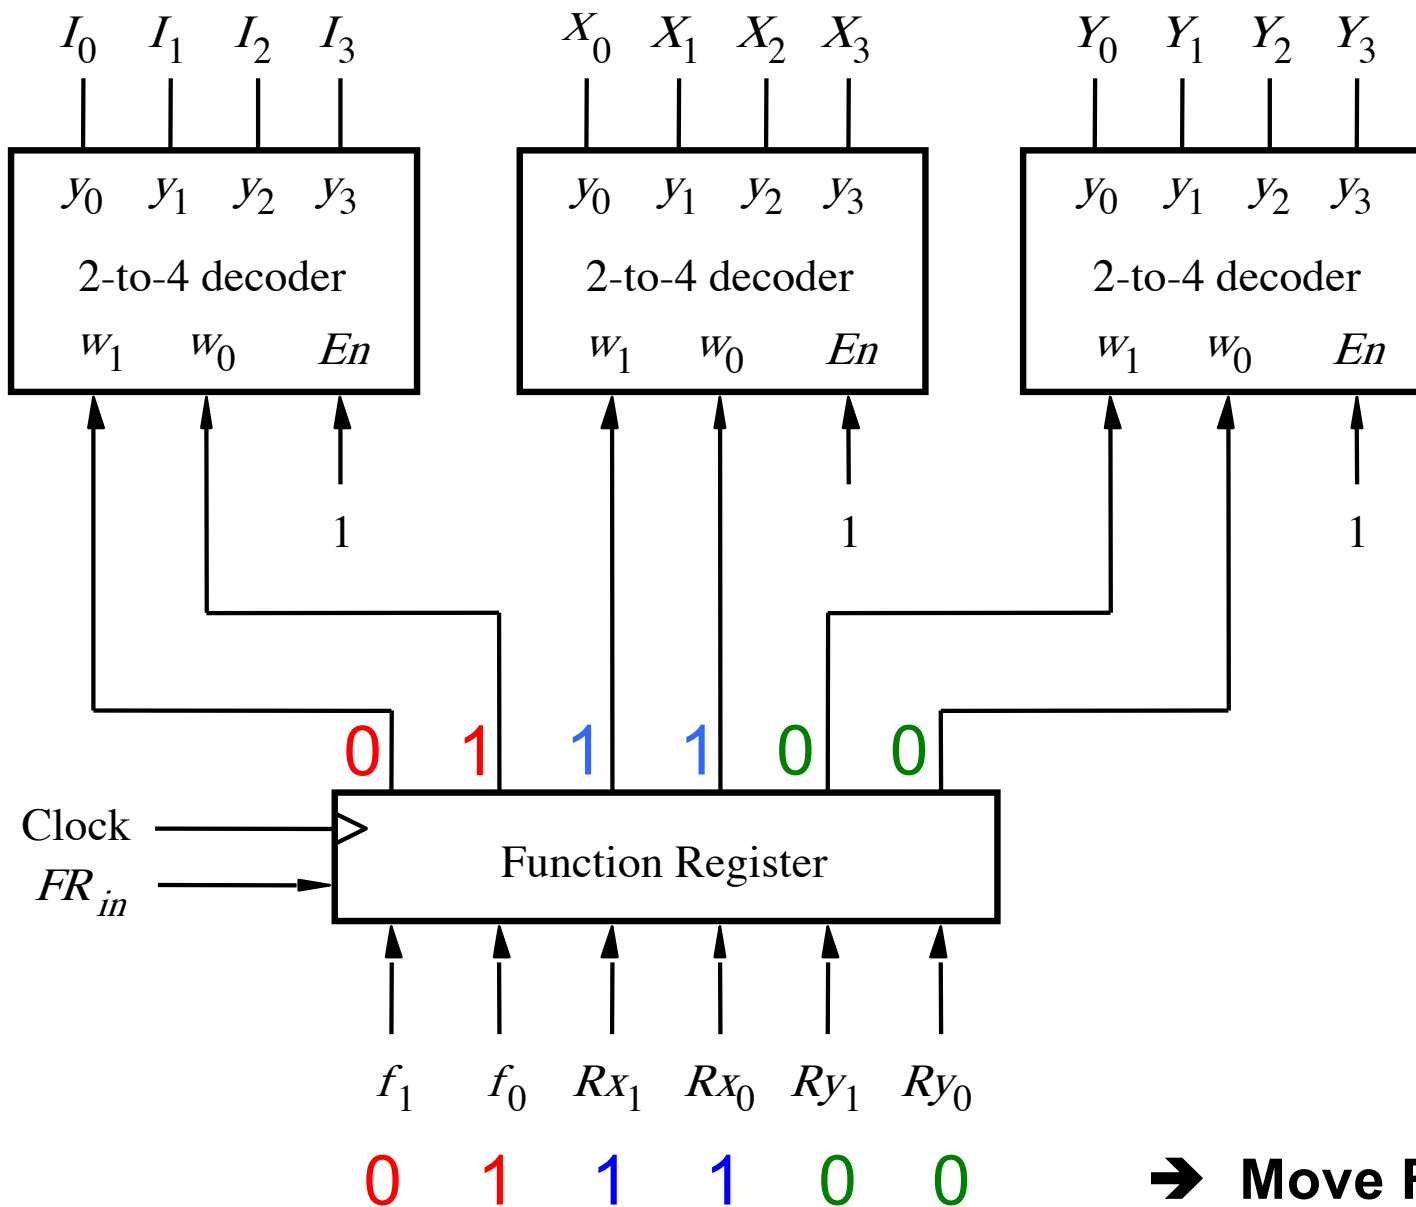 I0 I1 I2 I3 X0 X1 X2 X3 Y0 Y1 Y2 Y3
y0 y1 y2 y3 y0 y1 y2 y3 y0 y1 y2 y3
2-to-4 decoder 2-to-4 decoder 2-to-4 decoder
w1 w0 En w1 w0 En w1 w0 En
1 1 1
0 1 1 1 0 0
Clock
Function Register
FR in
f1 f0 Rx1 Rx0 Ry1 Ry0
0 1 1 1 0 0 ➔ Move